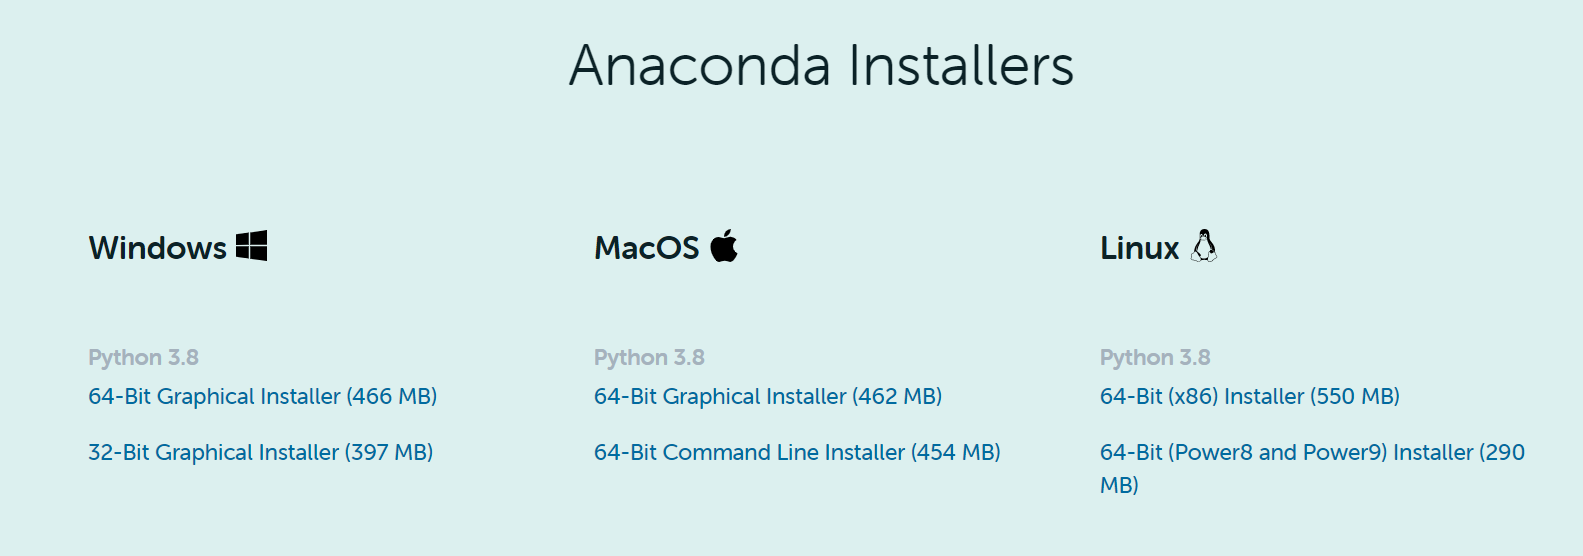 Anaconda Installers
Windows
MacOS
Linux
Python 3.8
64-Bit Graphical Installer (466 MB)
32-Bit Graphical Installer (397 MB)
Python 3.8
64-Bit Graphical Installer (462 MB)
64-Bit Command Line Installer (454 MB)
Python 3.8
64-Bit (x86) Installer (550 MB)
64-Bit (Power8 and Power9) Installer (290
MB)